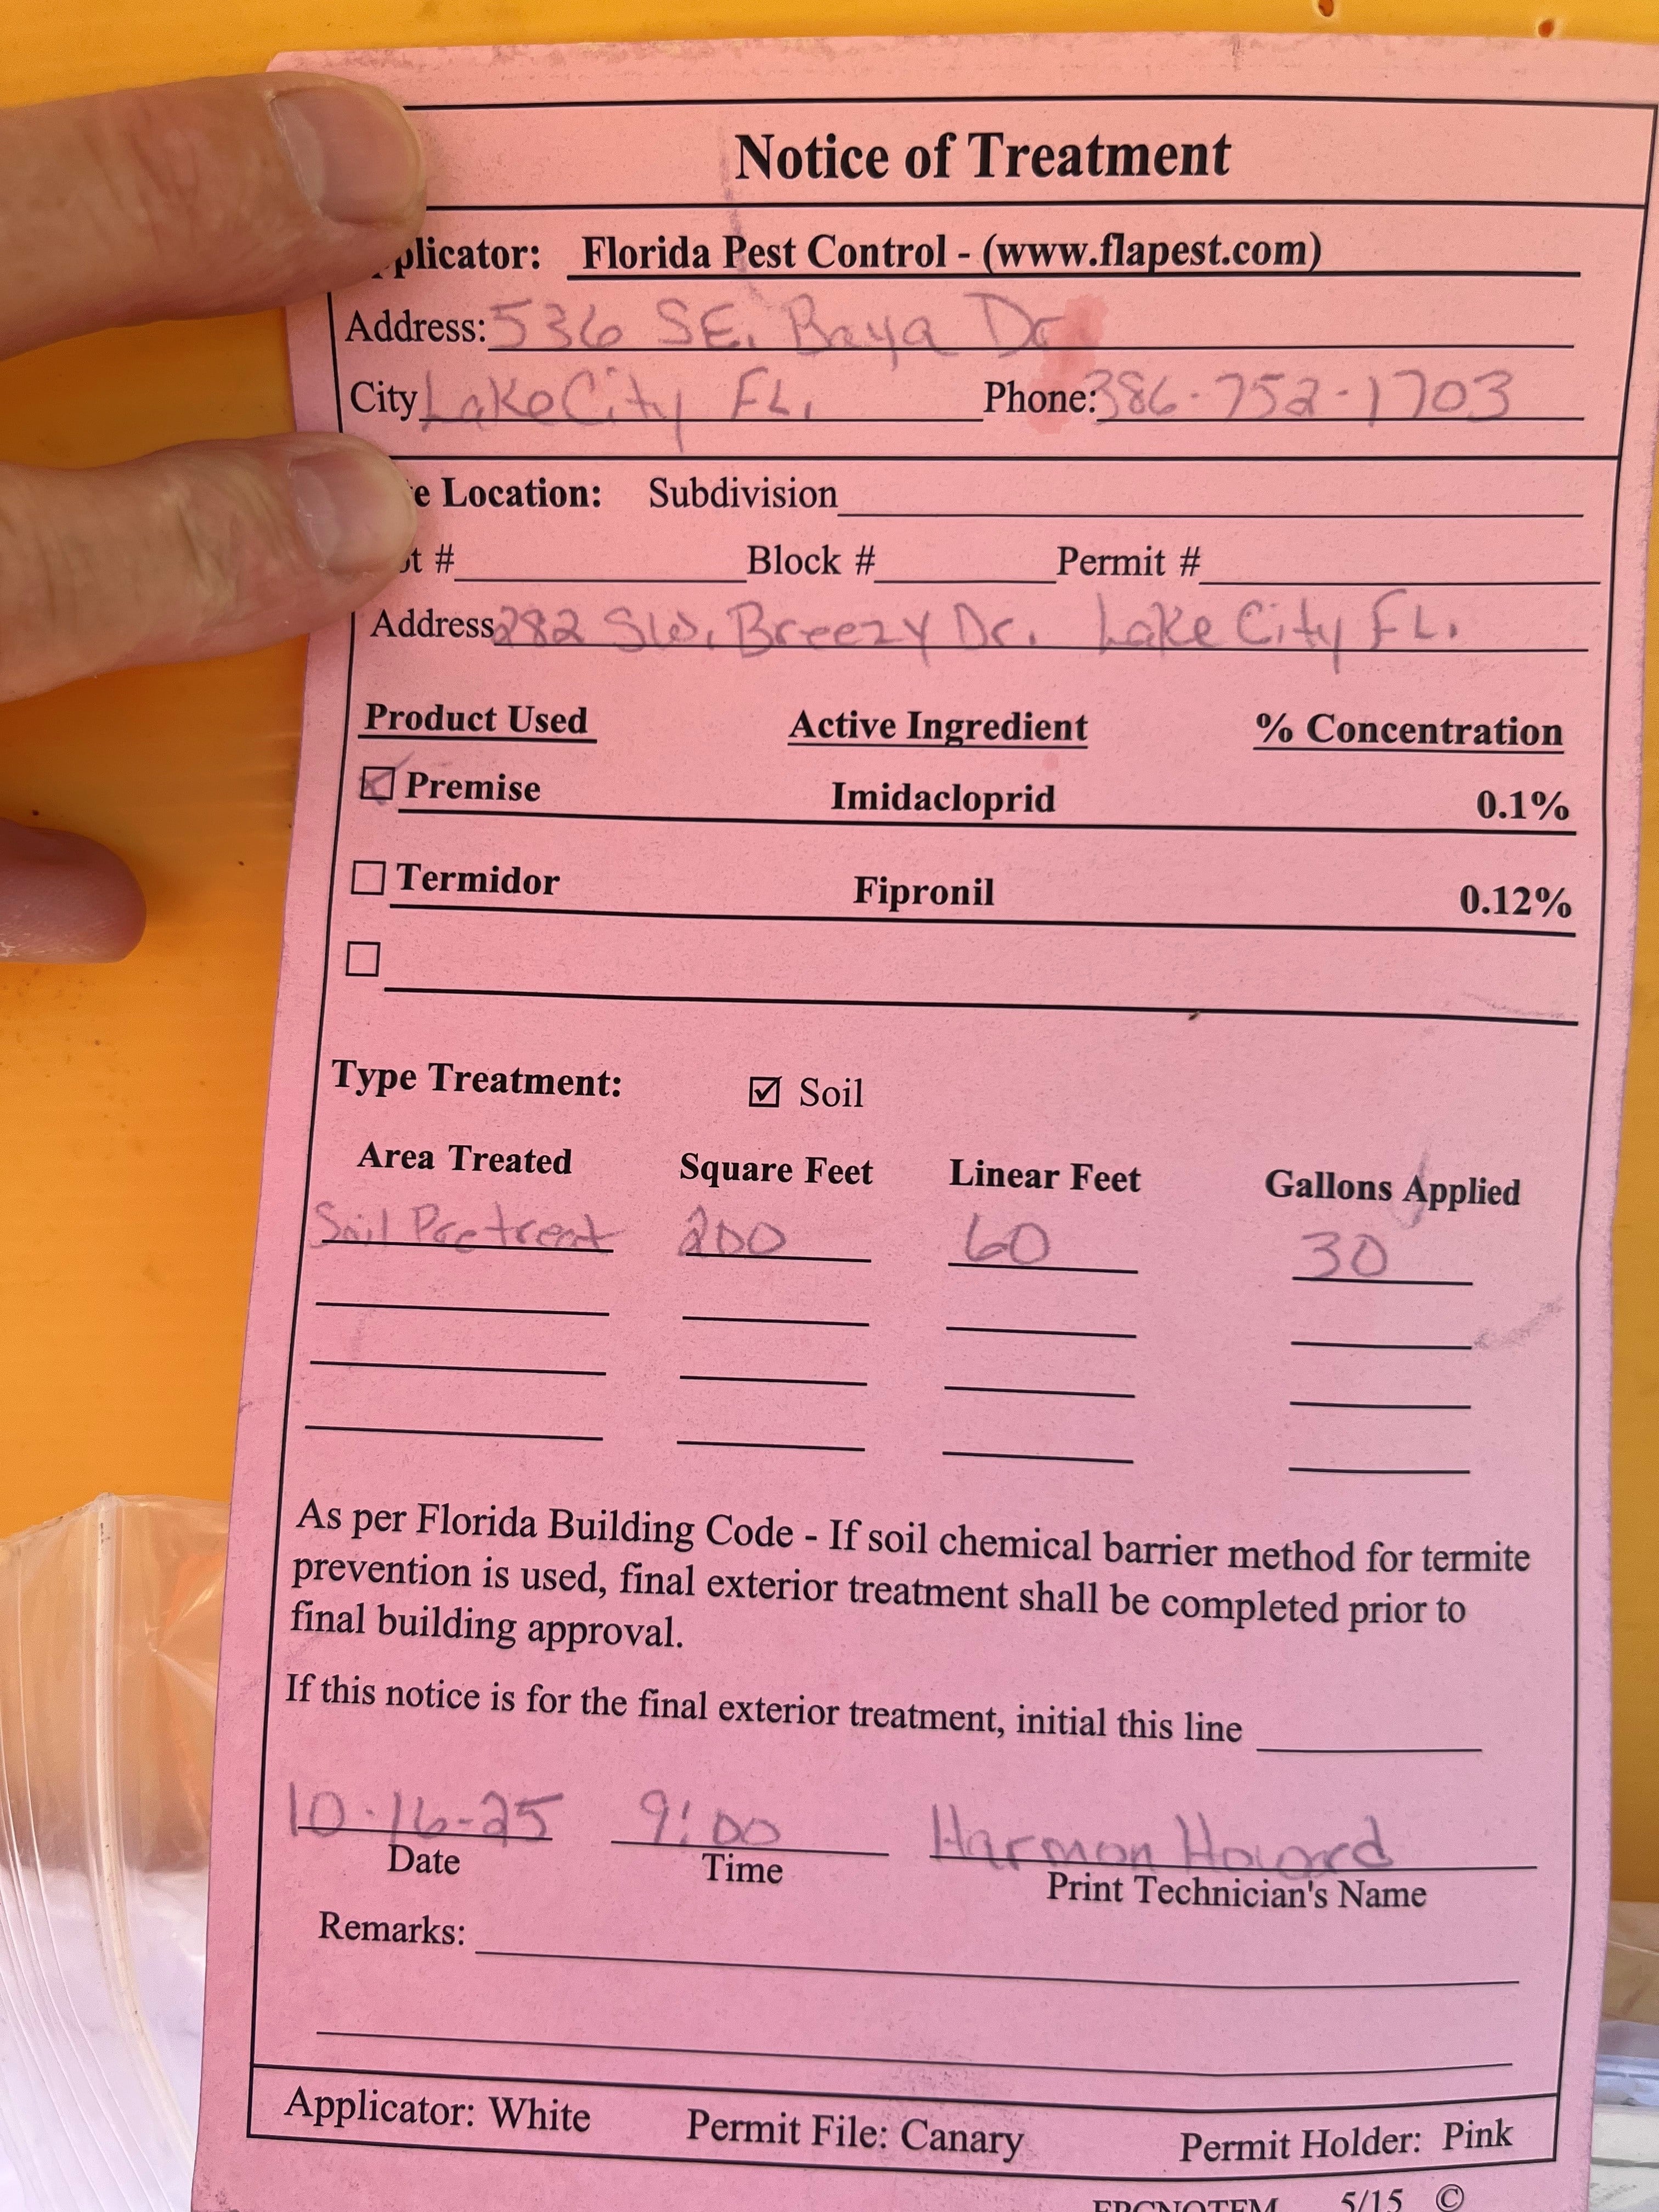 Notice of Treatment
plicator: Florida Pest Control - (www.flapest.com)
Address: 536 SE. Baya Dr
City Lake City FL. Phone: 386-752-1703
e Location: Subdivision
t # Block # Permit #
Address 282 SW. Breezy Dr. Lake City FL.
Product Used Active Ingredient % Concentration
Premise Imidacloprid 0.1%
Termidor Fipronil 0.12%
Type Treatment: ☑ Soil
Area Treated Square Feet Linear Feet Gallons Applied
Soil Pretreat 200 60 30
As per Florida Building Code - If soil chemical barrier method for termite
prevention is used, final exterior treatment shall be completed prior to
final building approval.
If this notice is for the final exterior treatment, initial this line
10-16-25 9:00 Harmon
Date Time Print Technician's Name
Remarks:
Applicator: White Permit File: Canary Permit Holder: Pink
5/15 ©